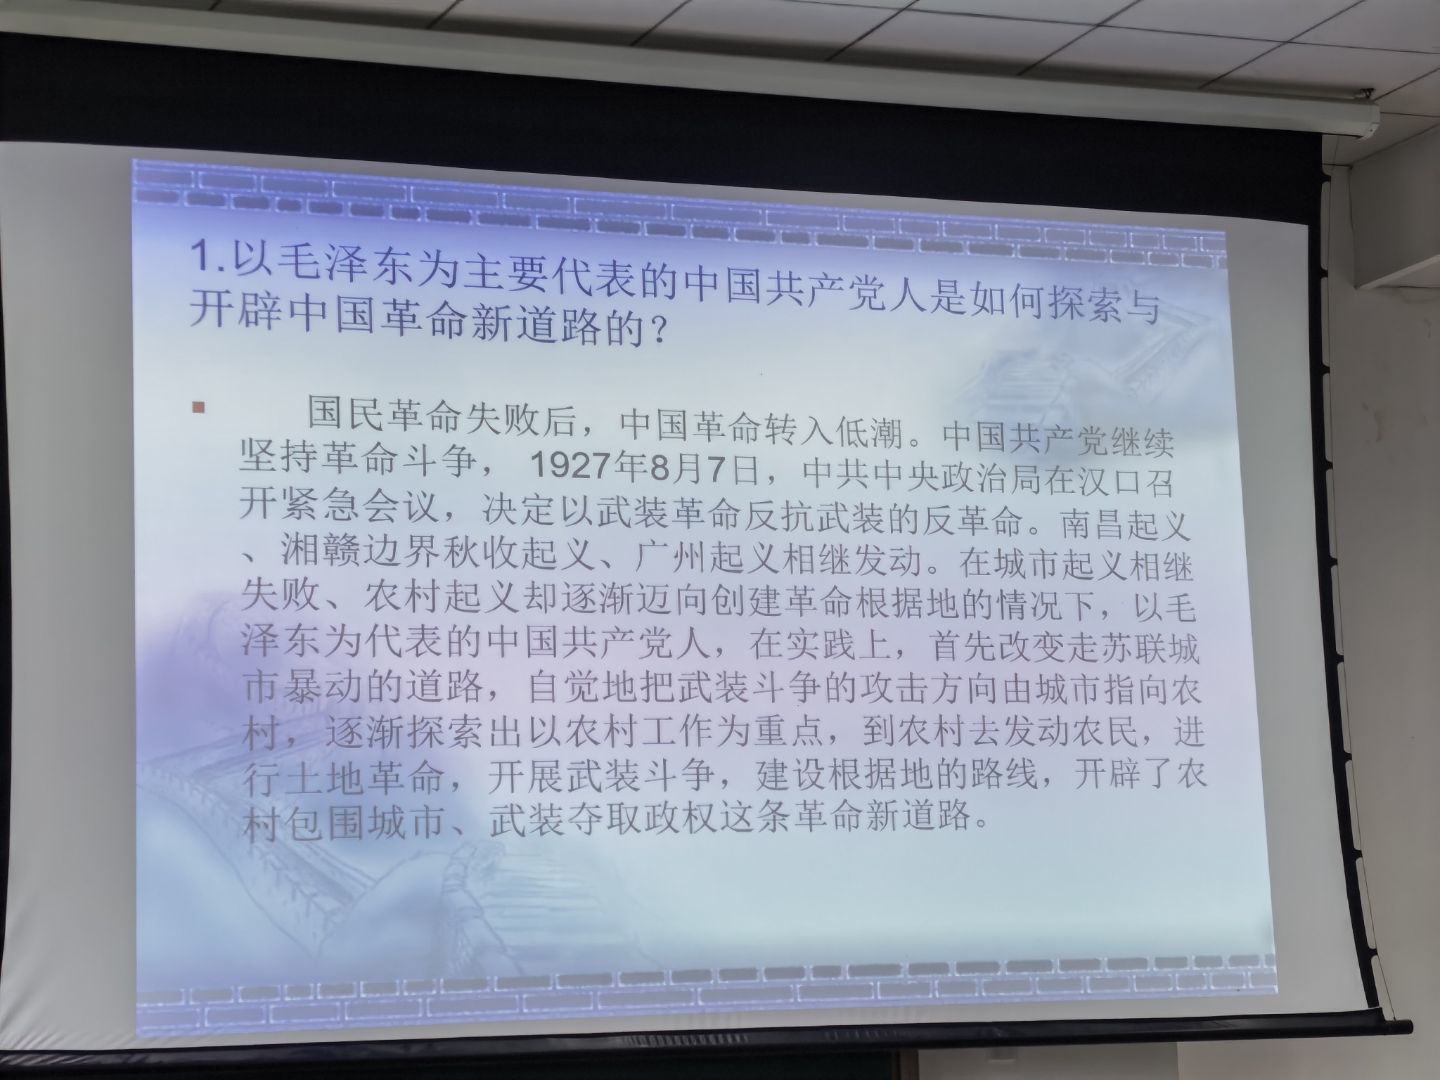 1.以毛泽东为主要代表的中国共产党人是如何探索与
开辟中国革命新道路的？
国民革命失败后，中国革命转入低潮。中国共产党继续
坚持革命斗争， 1927年8月7日，中共中央政治局在汉口召
开紧急会议，决定以武装革命反抗武装的反革命。南昌起义
、湘赣边界秋收起义、广州起义相继发动。在城市起义相继
失败、农村起义却逐渐迈向创建革命根据地的情况下，以毛
泽东为代表的中国共产党人，在实践上，首先改变走苏联城
市暴动的道路，自觉地把武装斗争的攻击方向由城市指向农
村，逐渐探索出以农村工作为重点，到农村去发动农民，进
行土地革命，开展武装斗争，建设根据地的路线，开辟了农
村包围城市、武装夺取政权这条革命新道路。